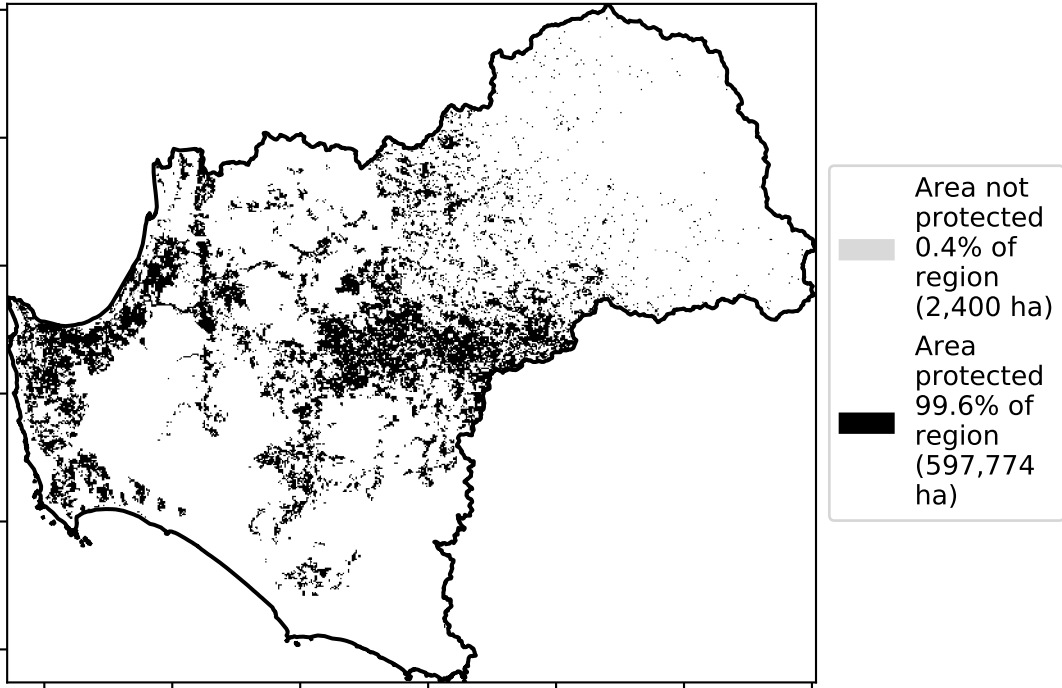 Area not
protected
0.4% of
region
(2,400 ha)
Area
protected
99.6% of
region
(597,774
ha)